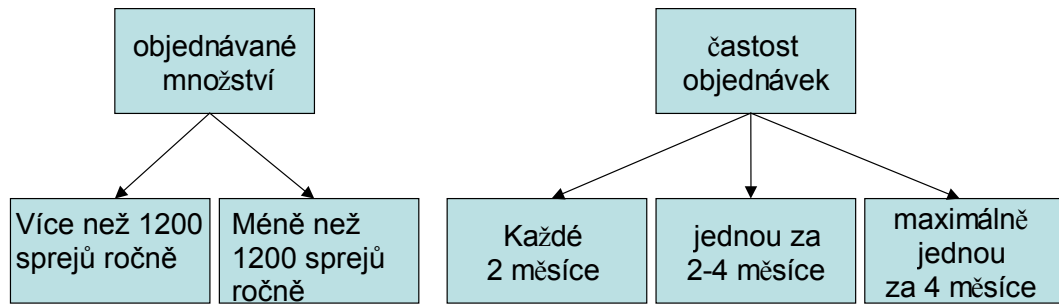 objednávané
množství
častost
objednávek
Více než 1200
sprejů ročně
Méně než
1200 sprejů
ročně
Každé
2 měsíce
jednou za
2-4 měsíce
maximálně
jednou
za 4 měsíce